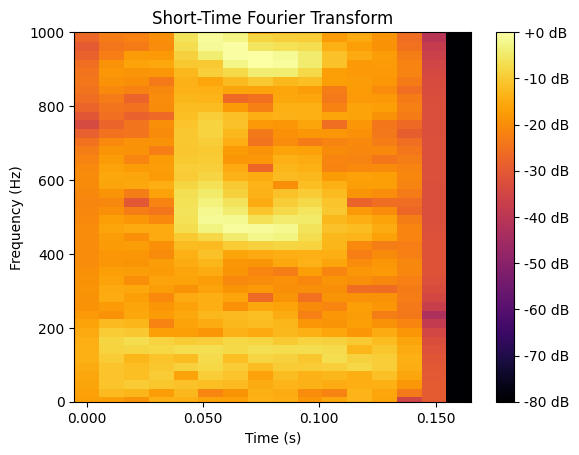 Short-Time Fourier Transform
1000
800
600
400
200
0
Frequency (Hz)
0.000
0.050
0.100
0.150
Time (s)
+0 dB
-10 dB
-20 dB
-30 dB
-40 dB
-50 dB
-60 dB
-70 dB
-80 dB